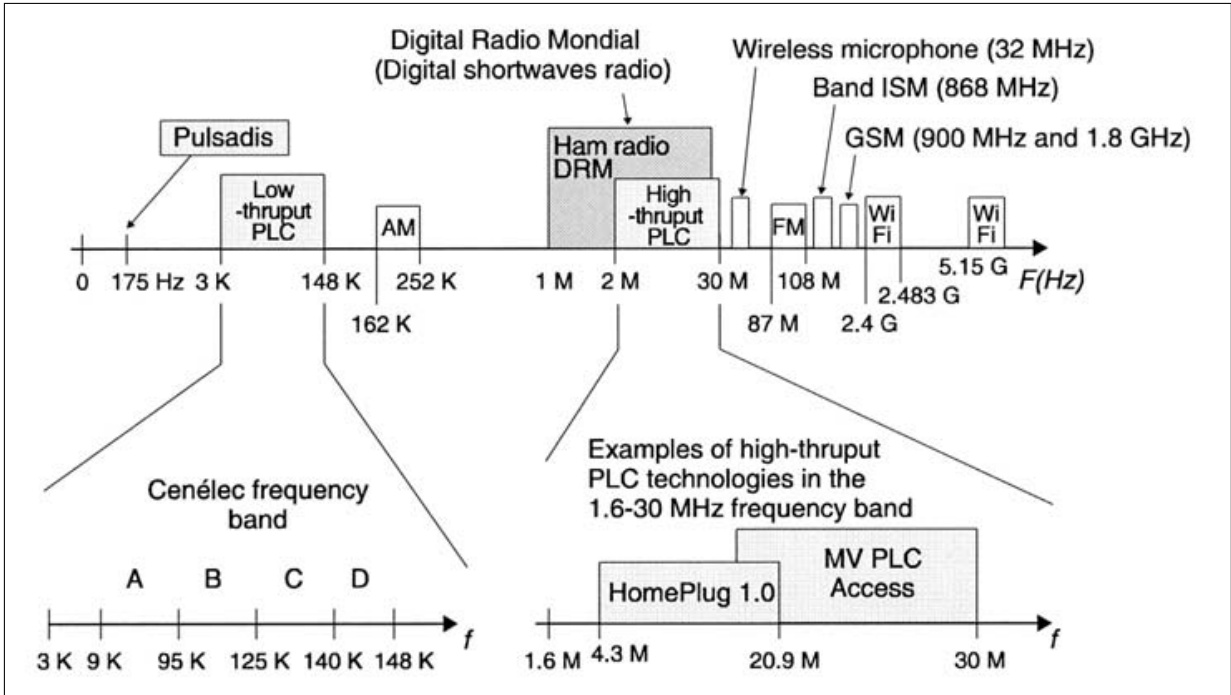 Digital Radio Mondial
(Digital shortwaves radio)
Wireless microphone (32 MHz)
Band ISM (868 MHz)
GSM (900 MHz and 1.8 GHz)
Pulsadis
Low
-thruput
PLC
AM
Ham radio
DRM
High
-thruput
PLC
FM
Wi
Fi
Wi
Fi
0
175 Hz
3 K
148 K
252 K
1 M
2 M
30 M
108 M
5.15 G
F(Hz)
162 K
87 M
2.4 G
2.483 G
Cenélec frequency
band
A B C D
f
3 K 9 K 95 K 125 K 140 K 148 K
Examples of high-thruput
PLC technologies in the
1.6-30 MHz frequency band
HomePlug 1.0
MV PLC
Access
f
1.6 M 4.3 M 20.9 M 30 M